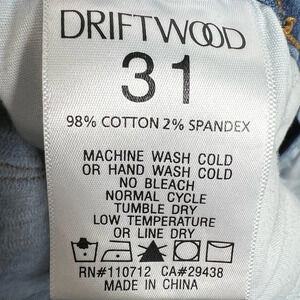 DRIFTWOOD
31
98% COTTON 2% SPANDEX
MACHINE WASH COLD
OR HAND WASH COLD
NO BLEACH
NORMAL CYCLE
TUMBLE DRY
LOW TEMPERATURE
OR LINE DRY
RN#110712 CA#29438
MADE IN CHINA